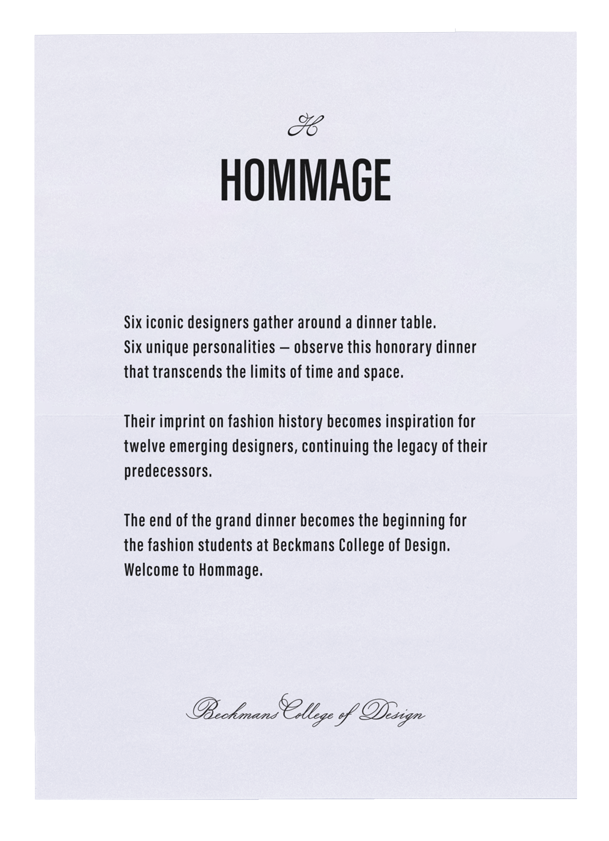 H
HOMMAGE
Six iconic designers gather around a dinner table.
Six unique personalities – observe this honorary dinner
that transcends the limits of time and space.
Their imprint on fashion history becomes inspiration for
twelve emerging designers, continuing the legacy of their
predecessors.
The end of the grand dinner becomes the beginning for
the fashion students at Beckmans College of Design.
Welcome to Hommage.
Beckmans College of Design